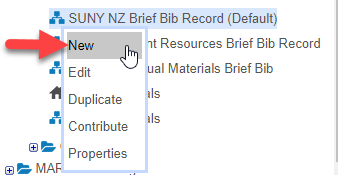 SUNY NZ Brief Bib Record (Default)
New
nt Resources Brief Bib Record
Edit
ual Materials Brief Bib
Duplicate
als
Contribute
als
Properties
MAR